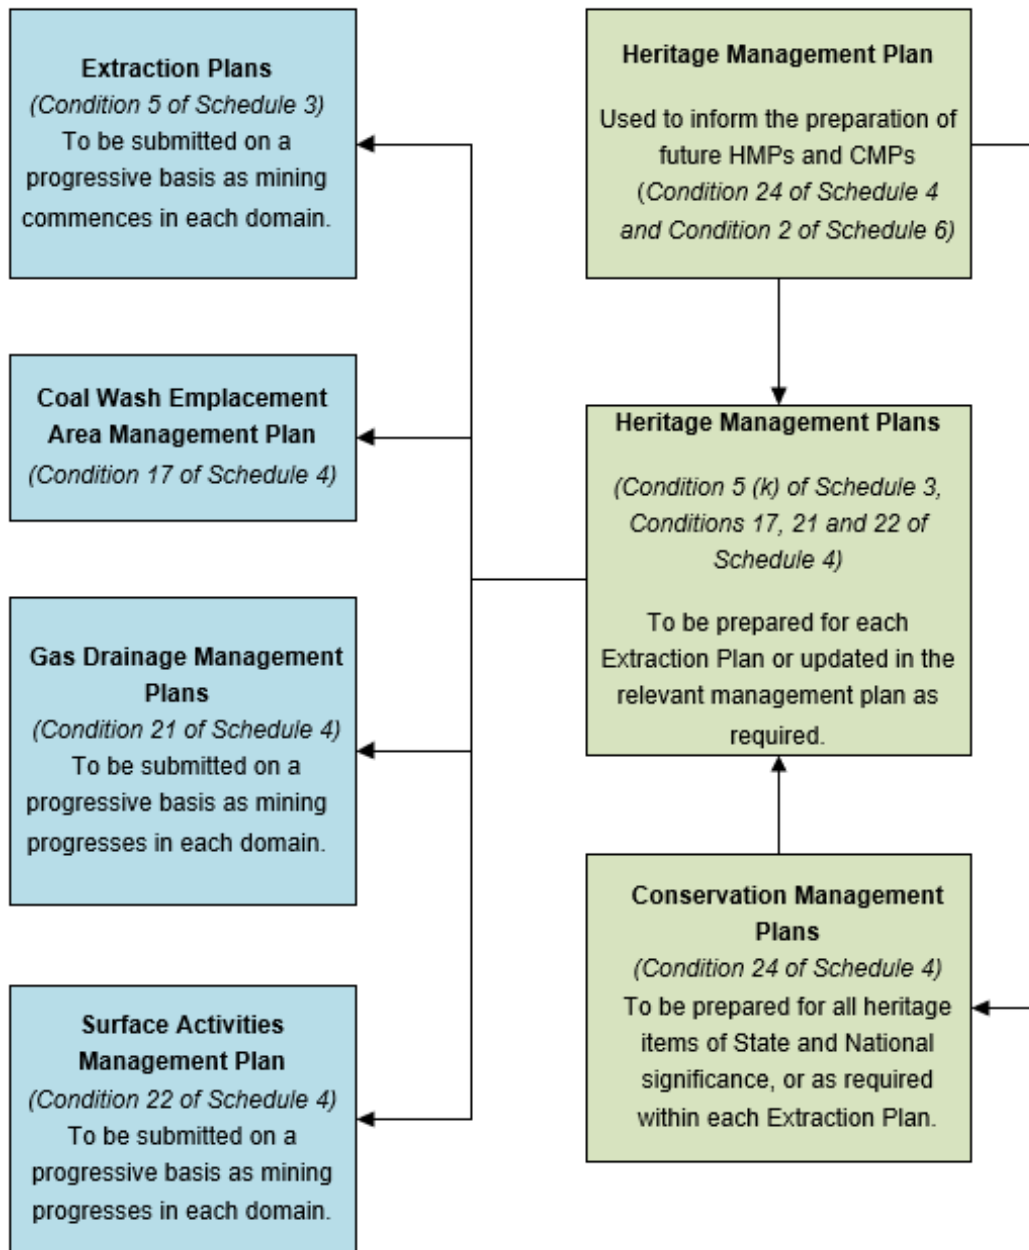 Extraction Plans
(Condition 5 of Schedule 3)
To be submitted on a
progressive basis as mining
commences in each domain.
Coal Wash Emplacement
Area Management Plan
(Condition 17 of Schedule 4)
Gas Drainage Management
Plans
(Condition 21 of Schedule 4)
To be submitted on a
progressive basis as mining
progresses in each domain.
Surface Activities
Management Plan
(Condition 22 of Schedule 4)
To be submitted on a
progressive basis as mining
progresses in each domain.
Heritage Management Plan
Used to inform the preparation of
future HMPs and CMPs
(Condition 24 of Schedule 4
and Condition 2 of Schedule 6)
Heritage Management Plans
(Condition 5 (k) of Schedule 3,
Conditions 17, 21 and 22 of
Schedule 4)
To be prepared for each
Extraction Plan or updated in the
relevant management plan as
required.
Conservation Management
Plans
(Condition 24 of Schedule 4)
To be prepared for all heritage
items of State and National
significance, or as required
within each Extraction Plan.